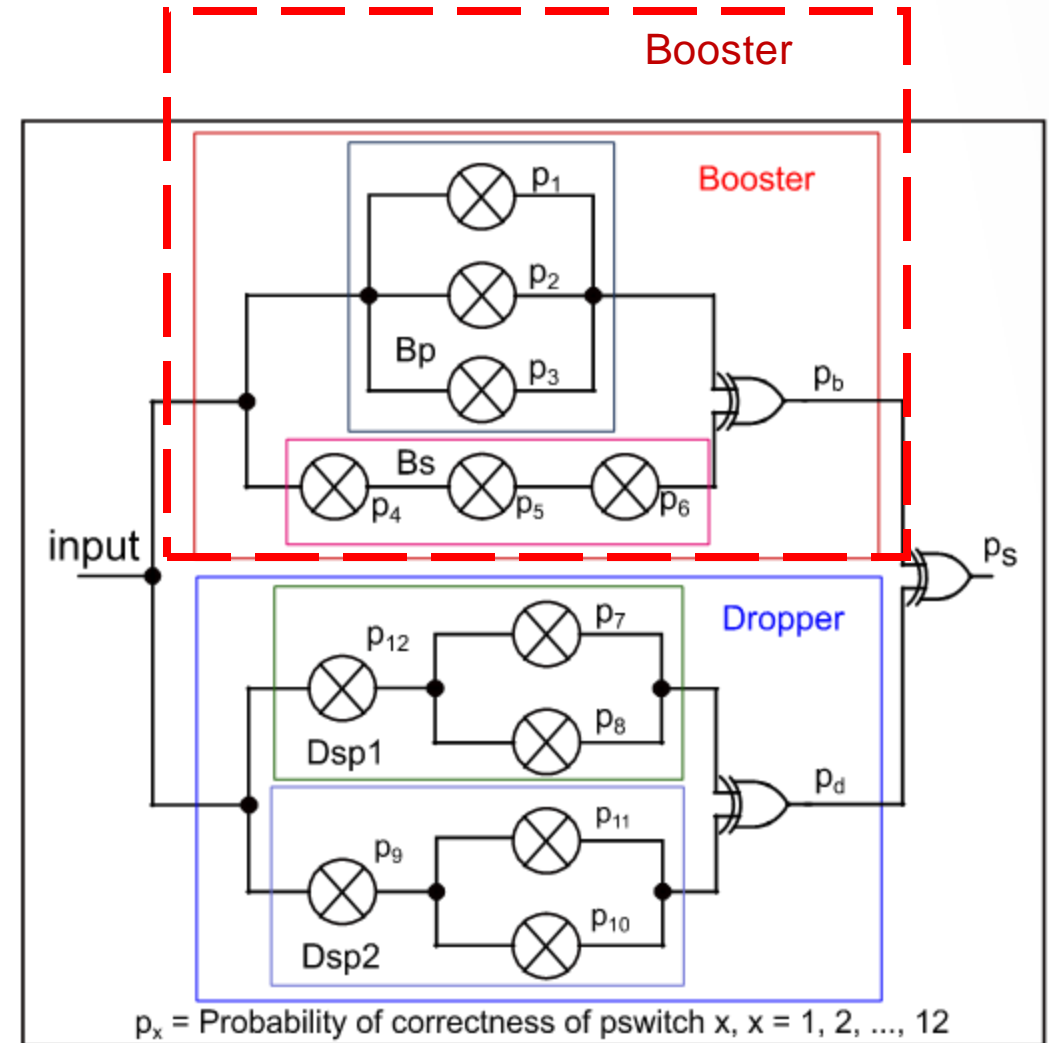 Booster
Booster
p1
p2
Bp
p3
pb
Bs
p4
p5
p6
input
ps
Dropper
p12
p7
p8
Dsp1
pd
p9
p11
p10
Dsp2
px = Probability of correctness of pswitch x, x = 1, 2, ..., 12